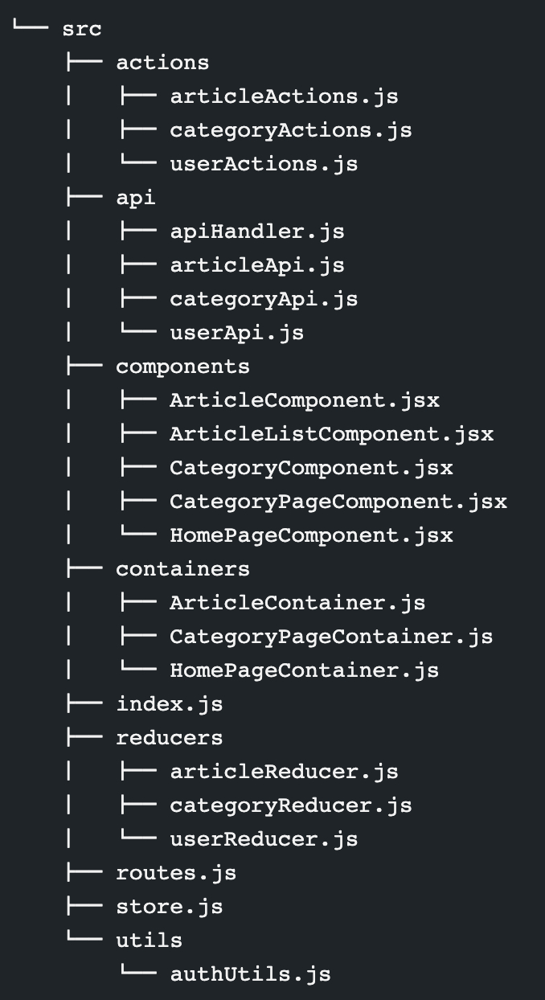 └── src
    ├── actions
    │   ├── articleActions.js
    │   ├── categoryActions.js
    │   └── userActions.js
    ├── api
    │   ├── apiHandler.js
    │   ├── articleApi.js
    │   ├── categoryApi.js
    │   └── userApi.js
    ├── components
    │   ├── ArticleComponent.jsx
    │   ├── ArticleListComponent.jsx
    │   ├── CategoryComponent.jsx
    │   ├── CategoryPageComponent.jsx
    │   └── HomePageComponent.jsx
    ├── containers
    │   ├── ArticleContainer.js
    │   ├── CategoryPageContainer.js
    │   └── HomePageContainer.js
    ├── index.js
    ├── reducers
    │   ├── articleReducer.js
    │   ├── categoryReducer.js
    │   └── userReducer.js
    ├── routes.js
    ├── store.js
    └── utils
        └── authUtils.js